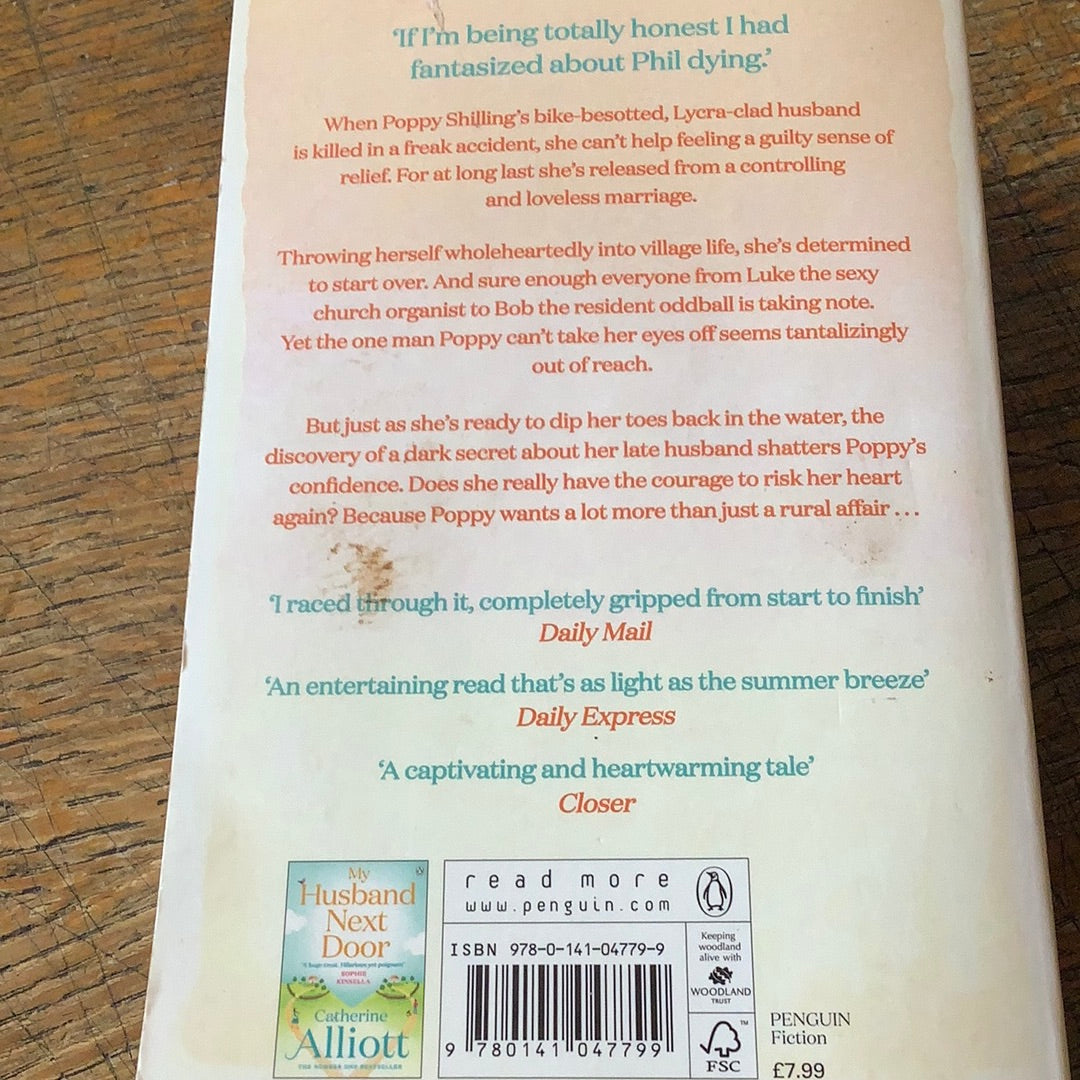 ‘If I’m being totally honest I had
fantasized about Phil dying.’
When Poppy Shilling’s bike-besotted, Lycra-clad husband
is killed in a freak accident, she can’t help feeling a guilty sense of
relief. For at long last she’s released from a controlling
and loveless marriage.
Throwing herself wholeheartedly into village life, she’s determined
to start over. And sure enough everyone from Luke the sexy
church organist to Bob the resident oddball is taking note.
Yet the one man Poppy can’t take her eyes off seems tantalizingly
out of reach.
But just as she’s ready to dip her toes back in the water, the
discovery of a dark secret about her late husband shatters Poppy’s
confidence. Does she really have the courage to risk her heart
again? Because Poppy wants a lot more than just a rural affair . . .
‘I raced through it, completely gripped from start to finish’
Daily Mail
‘An entertaining read that’s as light as the summer breeze’
Daily Express
‘A captivating and heartwarming tale’
Closer
My
Husband
Next
Door
‘A huge treat. Hilarious yet poignant’
SOPHIE
KINSELLA
Catherine
Alliott
THE NUMBER ONE BESTSELLER
read more
www.penguin.com
ISBN 978-0-141-04779-9
9 780141 047799
Keeping
woodland
alive with
WOODLAND
TRUST
™
FSC
PENGUIN
Fiction
£7.99